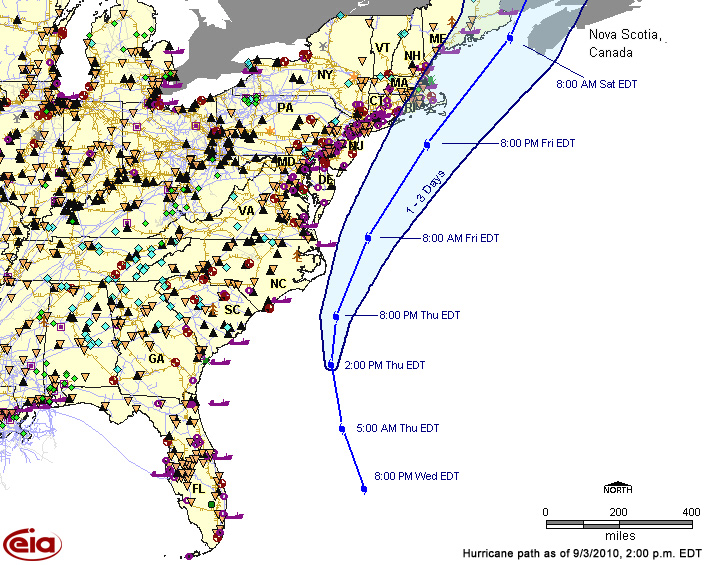 Nova Scotia,
Canada
ME
VT
NH
8:00 AM Sat EDT
NY
MA
CT
RI
PA
8:00 PM Fri EDT
NJ
MD
DE
1 - 3 Days
VA
8:00 AM Fri EDT
NC
SC
8:00 PM Thu EDT
GA
2:00 PM Thu EDT
5:00 AM Thu EDT
8:00 PM Wed EDT
FL
NORTH
0 200 400
miles
eia
Hurricane path as of 9/3/2010, 2:00 p.m. EDT